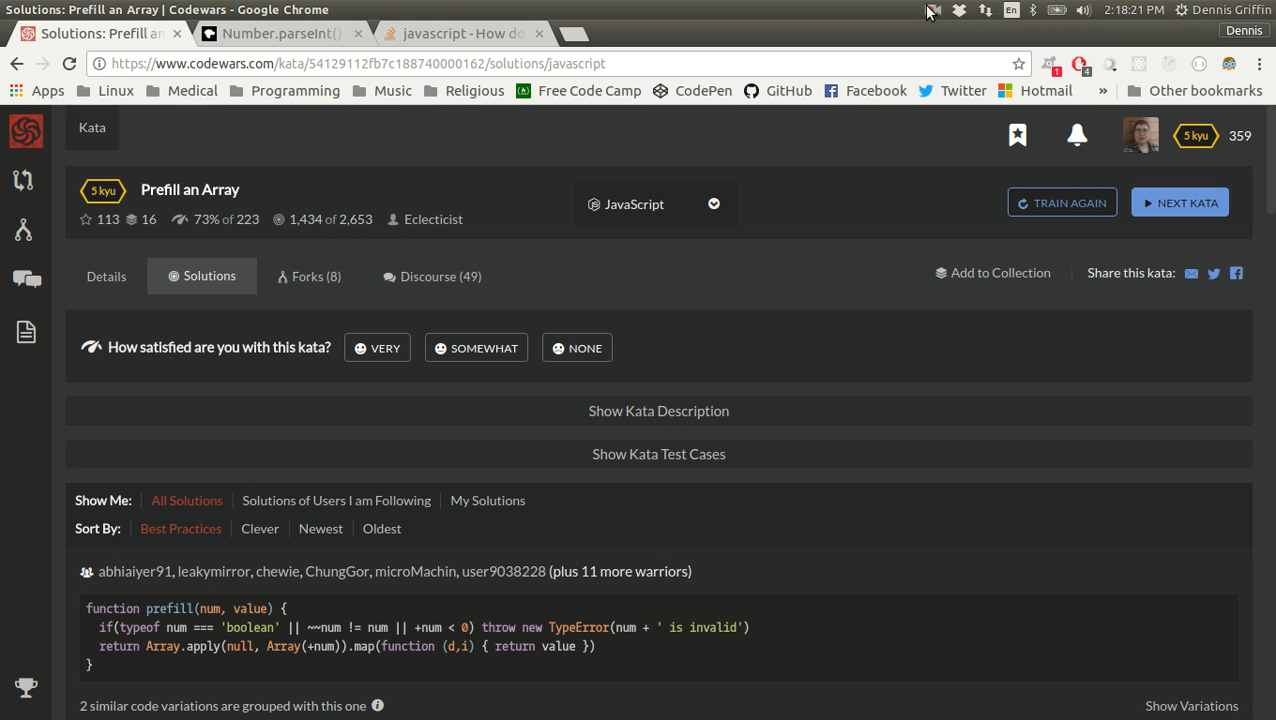 Solutions: Prefill an Array | Codewars - Google Chrome
En
2:18:21 PM
Dennis Griffin
Solutions: Prefill an
Number.parseInt()
javascript - How do
Dennis
https://www.codewars.com/kata/54129112fb7c188740000162/solutions/javascript
1
4
Apps
Linux
Medical
Programming
Music
Religious
Free Code Camp
CodePen
GitHub
Facebook
Twitter
Hotmail
»
Other bookmarks
Kata
5 kyu
359
5 kyu
Prefill an Array
113
16
73% of 223
1,434 of 2,653
Eclecticist
JavaScript
TRAIN AGAIN
NEXT KATA
Details
Solutions
Forks (8)
Discourse (49)
Add to Collection
Share this kata:
How satisfied are you with this kata?
VERY
SOMEWHAT
NONE
Show Kata Description
Show Kata Test Cases
Show Me:
All Solutions
Solutions of Users I am Following
My Solutions
Sort By:
Best Practices
Clever
Newest
Oldest
abhiaiyer91, leakymirror, chewie, ChungGor, microMachin, user9038228 (plus 11 more warriors)
function prefill(num, value) {
if(typeof num === 'boolean' || ~~num != num || +num < 0) throw new TypeError(num + ' is invalid')
return Array.apply(null, Array(+num)).map(function (d,i) { return value })
}
2 similar code variations are grouped with this one
Show Variations